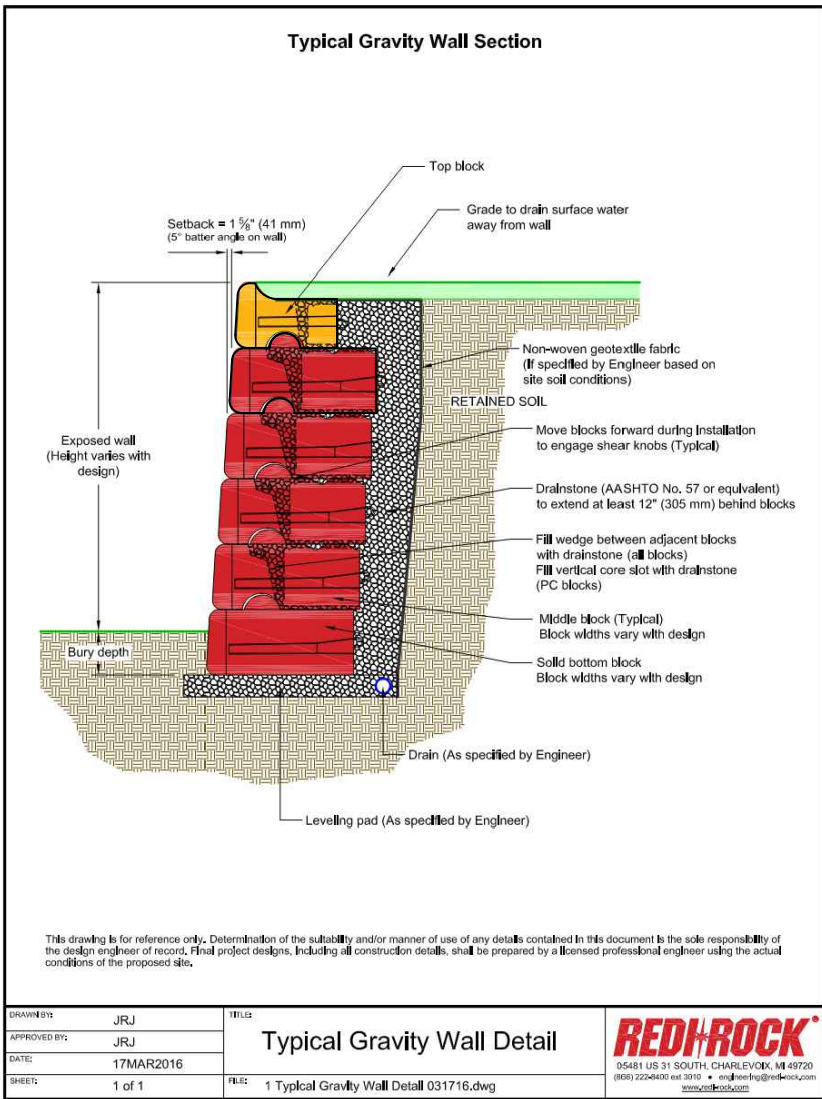 Typical Gravity Wall Section
Top block
Grade to drain surface water
away from wall
Setback = 1 5/8" (41 mm)
(5° batter angle on wall)
Non-woven geotextile fabric
(If specified by Engineer based on
site soil conditions)
RETAINED SOIL
Move blocks forward during installation
to engage shear knobs (Typical)
Exposed wall
(Height varies with
design)
Drainstone (AASHTO No. 57 or equivalent)
to extend at least 12" (305 mm) behind blocks
Fill wedge between adjacent blocks
with drainstone (all blocks)
Fill vertical core slot with drainstone
(PC blocks)
Middle block (Typical)
Block widths vary with design
Bury depth
Solid bottom block
Block widths vary with design
Drain (As specified by Engineer)
Leveling pad (As specified by Engineer)
This drawing is for reference only. Determination of the suitability and/or manner of use of any details contained in this document is the sole responsibility of
the design engineer of record. Final project designs, including all construction details, shall be prepared by a licensed professional engineer using the actual
conditions of the proposed site.
DRAWN BY: JRJ
APPROVED BY: JRJ
DATE: 17MAR2016
SHEET: 1 of 1
TITLE:
Typical Gravity Wall Detail
FILE: 1 Typical Gravity Wall Detail 031716.dwg
REDI-ROCK®
05481 US 31 SOUTH, CHARLEVOIX, MI 49720
(866) 222-8400 ext 3010 • engineering@redi-rock.com
www.redi-rock.com